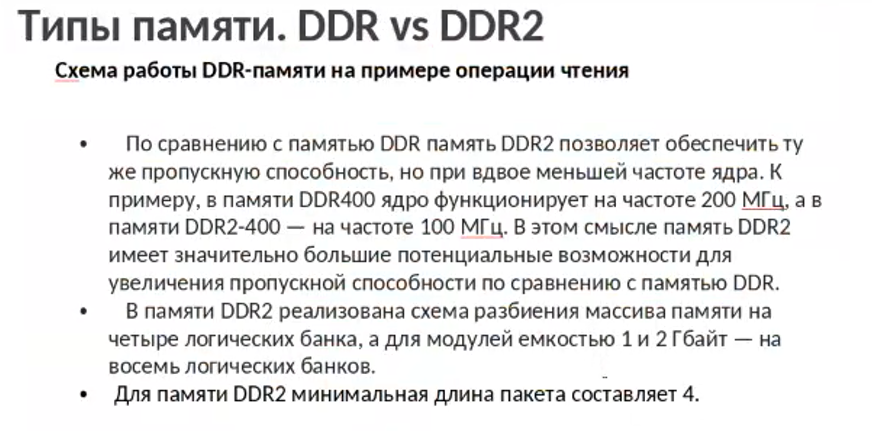 Типы памяти. DDR vs DDR2
Схема работы DDR-памяти на примере операции чтения
• По сравнению с памятью DDR память DDR2 позволяет обеспечить ту
же пропускную способность, но при вдвое меньшей частоте ядра. К
примеру, в памяти DDR400 ядро функционирует на частоте 200 МГц, а в
памяти DDR2-400 — на частоте 100 МГц. В этом смысле память DDR2
имеет значительно большие потенциальные возможности для
увеличения пропускной способности по сравнению с памятью DDR.
• В памяти DDR2 реализована схема разбиения массива памяти на
четыре логических банка, а для модулей емкостью 1 и 2 Гбайт — на
восемь логических банков.
• Для памяти DDR2 минимальная длина пакета составляет 4.